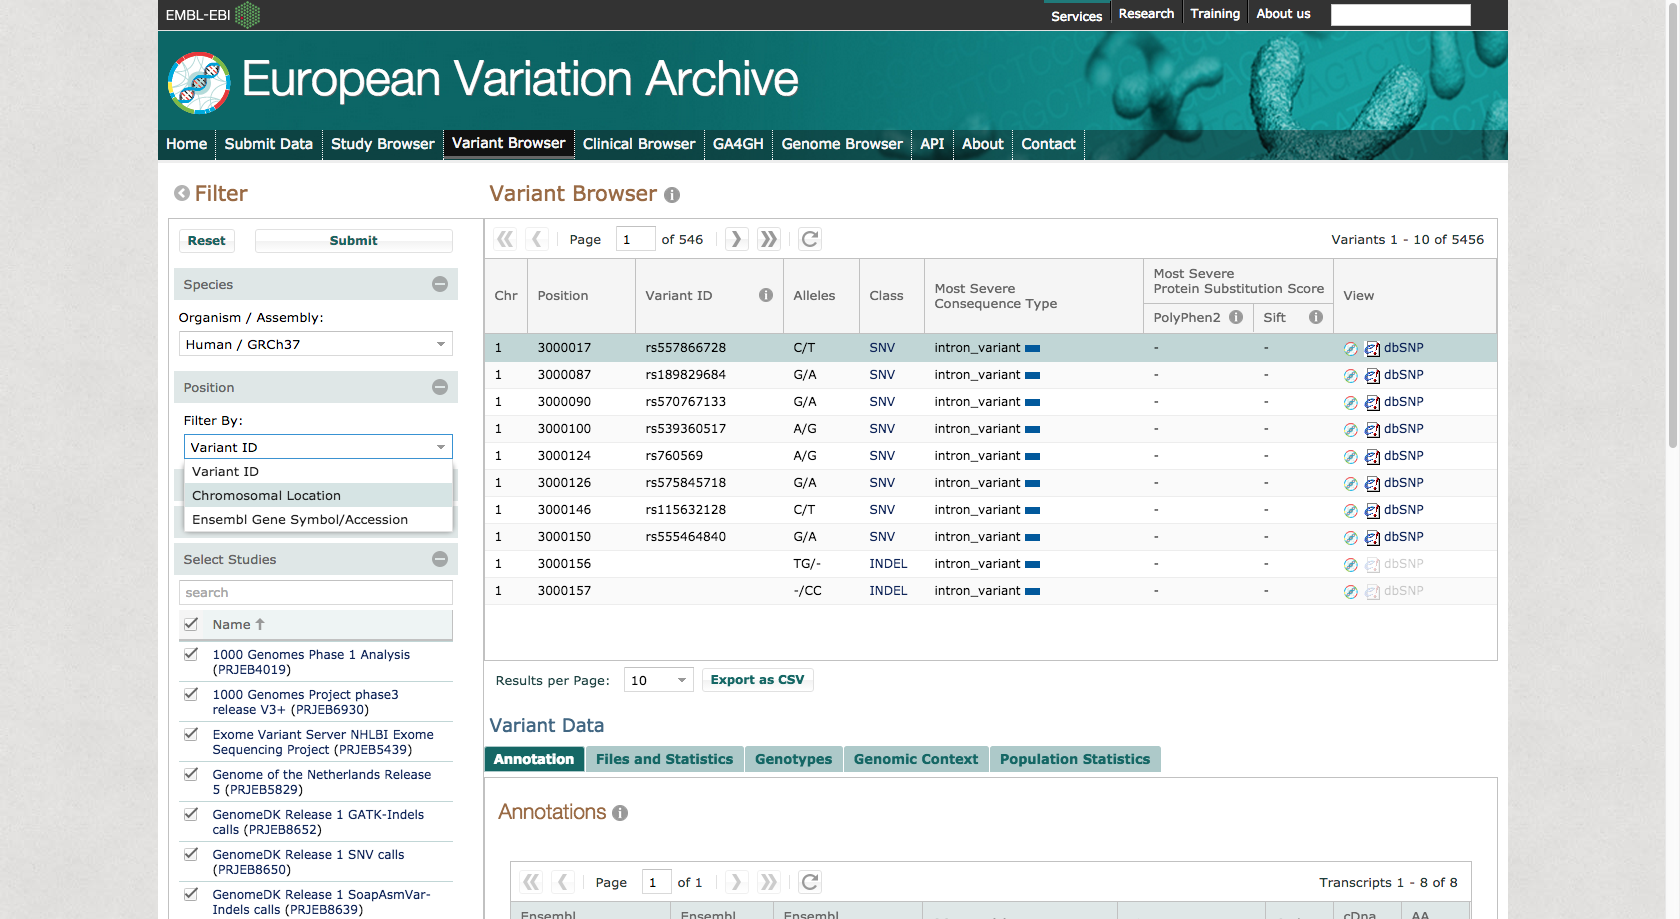 EMBL-EBI
Services Research Training About us
European Variation Archive
Home Submit Data Study Browser Variant Browser Clinical Browser GA4GH Genome Browser API About Contact
Filter
Reset Submit
Species
Organism / Assembly:
Human / GRCh37
Position
Filter By:
Variant ID
Variant ID
Chromosomal Location
Ensembl Gene Symbol/Accession
Select Studies
search
Name
1000 Genomes Phase 1 Analysis
(PRJEB4019)
1000 Genomes Project phase3
release V3+ (PRJEB6930)
Exome Variant Server NHLBI Exome
Sequencing Project (PRJEB5439)
Genome of the Netherlands Release
5 (PRJEB5829)
GenomeDK Release 1 GATK-Indels
calls (PRJEB8652)
GenomeDK Release 1 SNV calls
(PRJEB8650)
GenomeDK Release 1 SoapAsmVar-
Indels calls (PRJEB8639)
Variant Browser
Page 1 of 546 Variants 1 - 10 of 5456
Chr Position Variant ID Alleles Class Most Severe
Consequence Type
Most Severe
Protein Substitution Score
PolyPhen2 Sift
View
1 3000017 rs557866728 C/T SNV intron_variant - - dbSNP
1 3000087 rs189829684 G/A SNV intron_variant - - dbSNP
1 3000090 rs570767133 G/A SNV intron_variant - - dbSNP
1 3000100 rs539360517 A/G SNV intron_variant - - dbSNP
1 3000124 rs760569 A/G SNV intron_variant - - dbSNP
1 3000126 rs575845718 G/A SNV intron_variant - - dbSNP
1 3000146 rs115632128 C/T SNV intron_variant - - dbSNP
1 3000150 rs555464840 G/A SNV intron_variant - - dbSNP
1 3000156 TG/- INDEL intron_variant - - dbSNP
1 3000157 -/CC INDEL intron_variant - - dbSNP
Results per Page: 10 Export as CSV
Variant Data
Annotation Files and Statistics Genotypes Genomic Context Population Statistics
Annotations
Page 1 of 1 Transcripts 1 - 8 of 8
Ensembl Ensembl Ensembl cDna AA